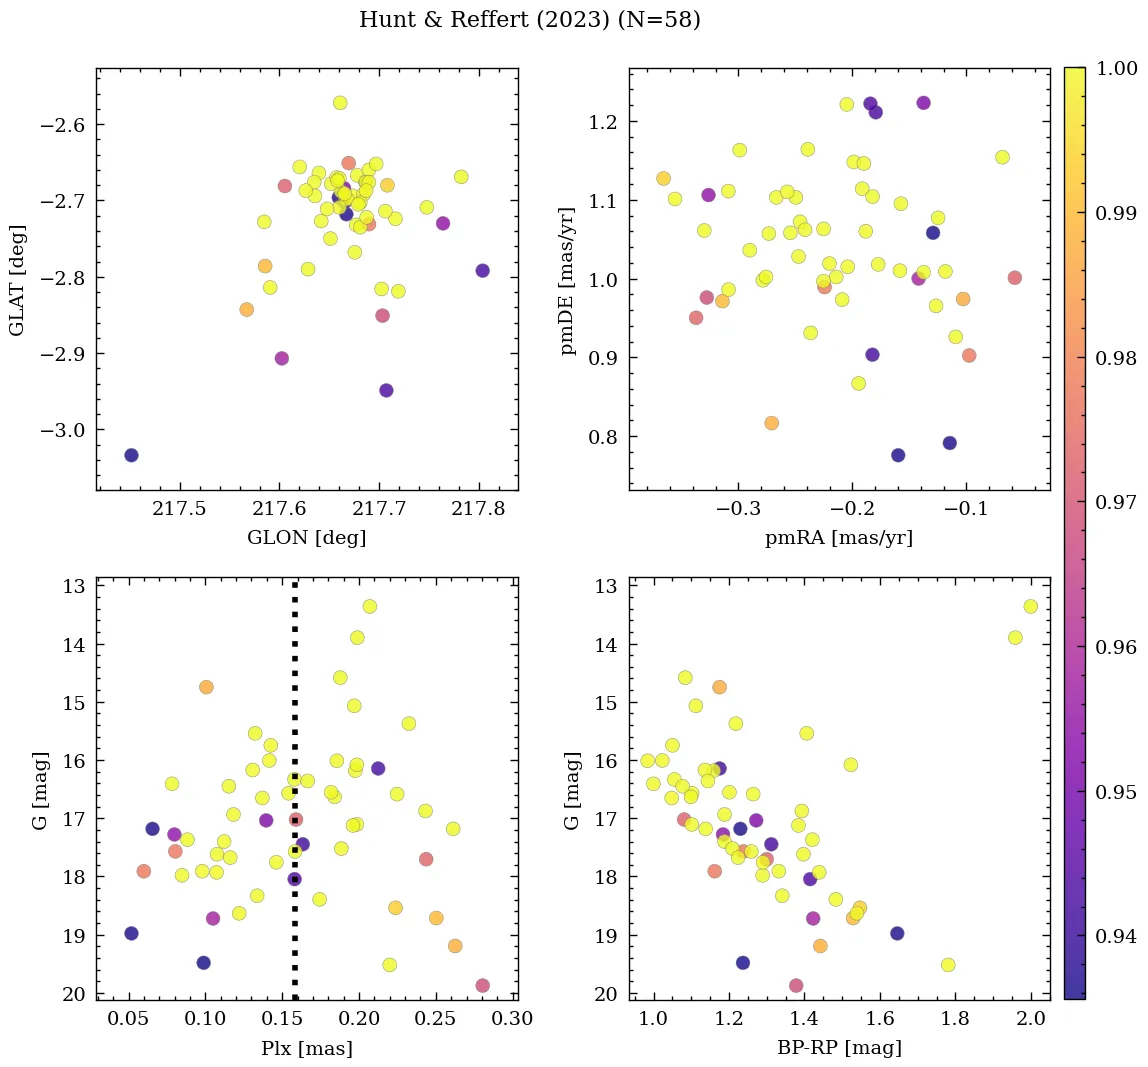 Hunt & Reffert (2023) (N=58)
−2.6
−2.7
−2.8
−2.9
−3.0
GLAT [deg]
217.5 217.6 217.7 217.8
GLON [deg]
1.2
1.1
1.0
0.9
0.8
pmDE [mas/yr]
−0.3 −0.2 −0.1
pmRA [mas/yr]
1.00
0.99
0.98
0.97
0.96
0.95
0.94
13
14
15
16
17
18
19
20
G [mag]
0.05 0.10 0.15 0.20 0.25 0.30
Plx [mas]
13
14
15
16
17
18
19
20
G [mag]
1.0 1.2 1.4 1.6 1.8 2.0
BP-RP [mag]